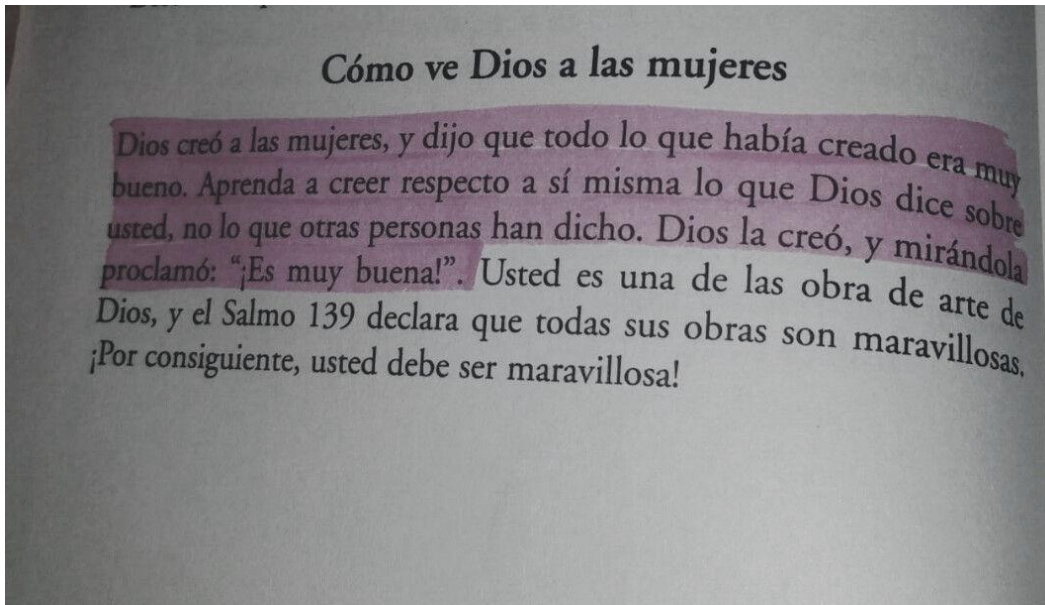 Cómo ve Dios a las mujeres
Dios creó a las mujeres, y dijo que todo lo que había creado era muy
bueno. Aprenda a creer respecto a sí misma lo que Dios dice sobre
usted, no lo que otras personas han dicho. Dios la creó, y mirándola
proclamó: “¡Es muy buena!”. Usted es una de las obra de arte de
Dios, y el Salmo 139 declara que todas sus obras son maravillosas.
¡Por consiguiente, usted debe ser maravillosa!